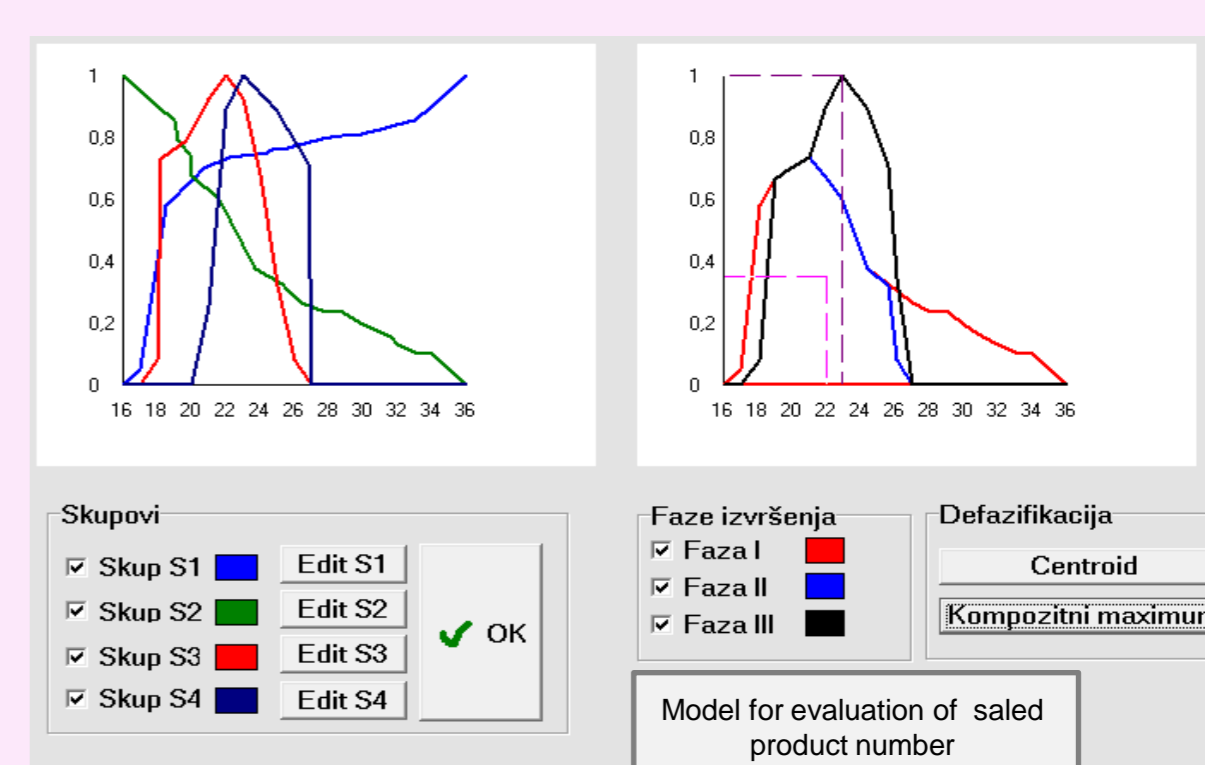 1
0,8
0,6
0,4
0,2
0
16 18 20 22 24 26 28 30 32 34 36
1
0,8
0,6
0,4
0,2
0
16 18 20 22 24 26 28 30 32 34 36
Skupovi
Skup S1 Edit S1
Skup S2 Edit S2
Skup S3 Edit S3
Skup S4 Edit S4
OK
Faze izvršenja
Faza I
Faza II
Faza III
Defazifikacija
Centroid
Kompozitni maximum
Model for evaluation of saled
product number